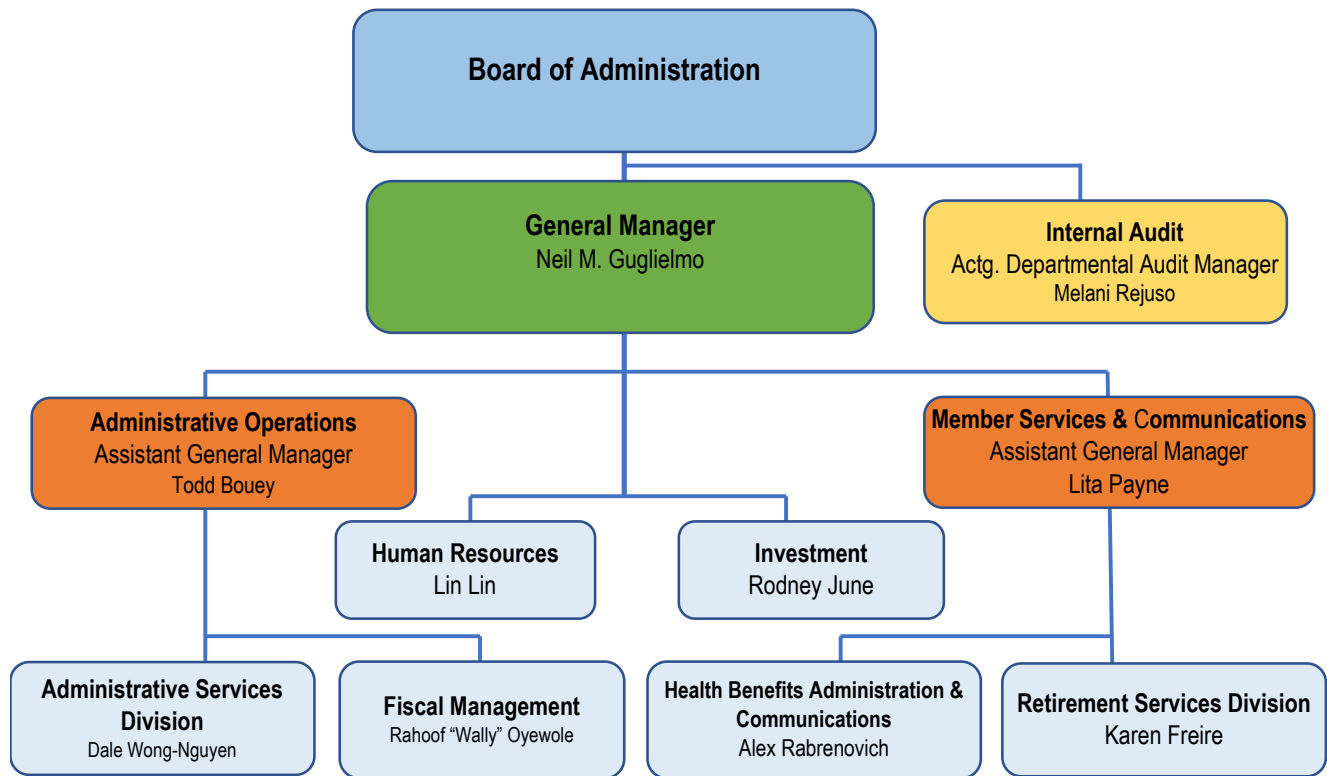 Board of Administration
General Manager
Neil M. Guglielmo
Internal Audit
Actg. Departmental Audit Manager
Melani Rejuso
Administrative Operations
Assistant General Manager
Todd Bouey
Member Services & Communications
Assistant General Manager
Lita Payne
Human Resources
Lin Lin
Investment
Rodney June
Administrative Services
Division
Dale Wong-Nguyen
Fiscal Management
Rahoof “Wally” Oyewole
Health Benefits Administration &
Communications
Alex Rabrenovich
Retirement Services Division
Karen Freire